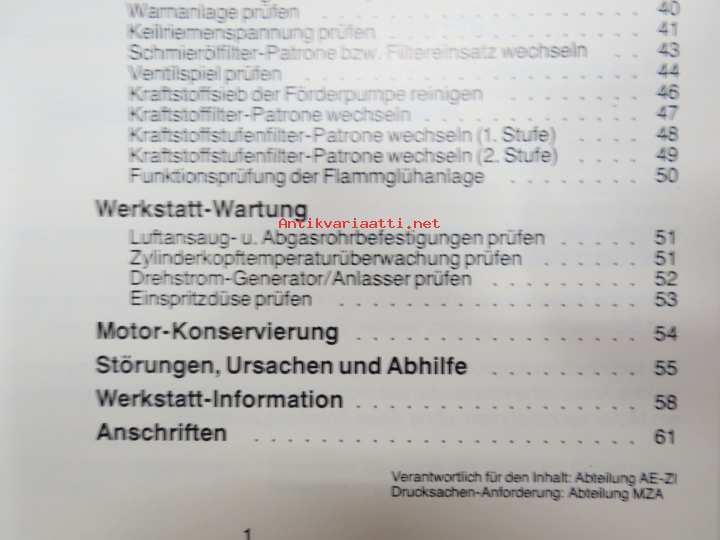 Warnanlage prüfen . . . . . . . . . . . . . . . . . 40
Keilriemenspannung prüfen . . . . . . . . . . . . . 41
Schmierölfilter-Patrone bzw. Filtereinsatz wechseln . . . . 43
Ventilspiel prüfen . . . . . . . . . . . . . . . . . . 44
Kraftstoffsieb der Förderpumpe reinigen . . . . . . . . . 46
Kraftstoffilter-Patrone wechseln . . . . . . . . . . . . 47
Kraftstoffstufenfilter-Patrone wechseln (1. Stufe) . . . . 48
Kraftstoffstufenfilter-Patrone wechseln (2. Stufe) . . . . 49
Funktionsprüfung der Flammglühanlage . . . . . . . . 50
Werkstatt-Wartung
Antikvariaatti.net
Luftansaug- u. Abgasrohrbefestigungen prüfen . . . . . 51
Zylinderkopftemperaturüberwachung prüfen . . . . . . 51
Drehstrom-Generator/Anlasser prüfen . . . . . . . . . 52
Einspritzdüse prüfen . . . . . . . . . . . . . . . . 53
Motor-Konservierung . . . . . . . . . . . . . . . 54
Störungen, Ursachen und Abhilfe . . . . . . . . 55
Werkstatt-Information . . . . . . . . . . . . . . . 58
Anschriften . . . . . . . . . . . . . . . . . . . . 61
Verantwortlich für den Inhalt: Abteilung AE-ZI
Drucksachen-Anforderung: Abteilung MZA
1